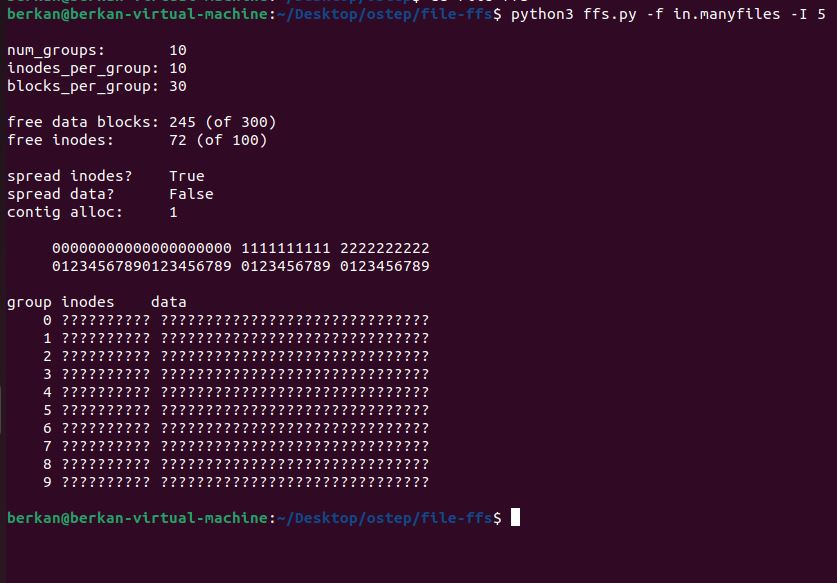 berkan@berkan-virtual-machine:~/Desktop/ostep/file-ffs$ python3 ffs.py -f in.manyfiles -I 5

num_groups:       10
inodes_per_group: 10
blocks_per_group: 30

free data blocks: 245 (of 300)
free inodes:      72 (of 100)

spread inodes?    True
spread data?      False
contig alloc:     1

     00000000000000000000 1111111111 2222222222
     01234567890123456789 0123456789 0123456789

group inodes    data
    0 ?????????? ??????????????????????????????
    1 ?????????? ??????????????????????????????
    2 ?????????? ??????????????????????????????
    3 ?????????? ??????????????????????????????
    4 ?????????? ??????????????????????????????
    5 ?????????? ??????????????????????????????
    6 ?????????? ??????????????????????????????
    7 ?????????? ??????????????????????????????
    8 ?????????? ??????????????????????????????
    9 ?????????? ??????????????????????????????

berkan@berkan-virtual-machine:~/Desktop/ostep/file-ffs$